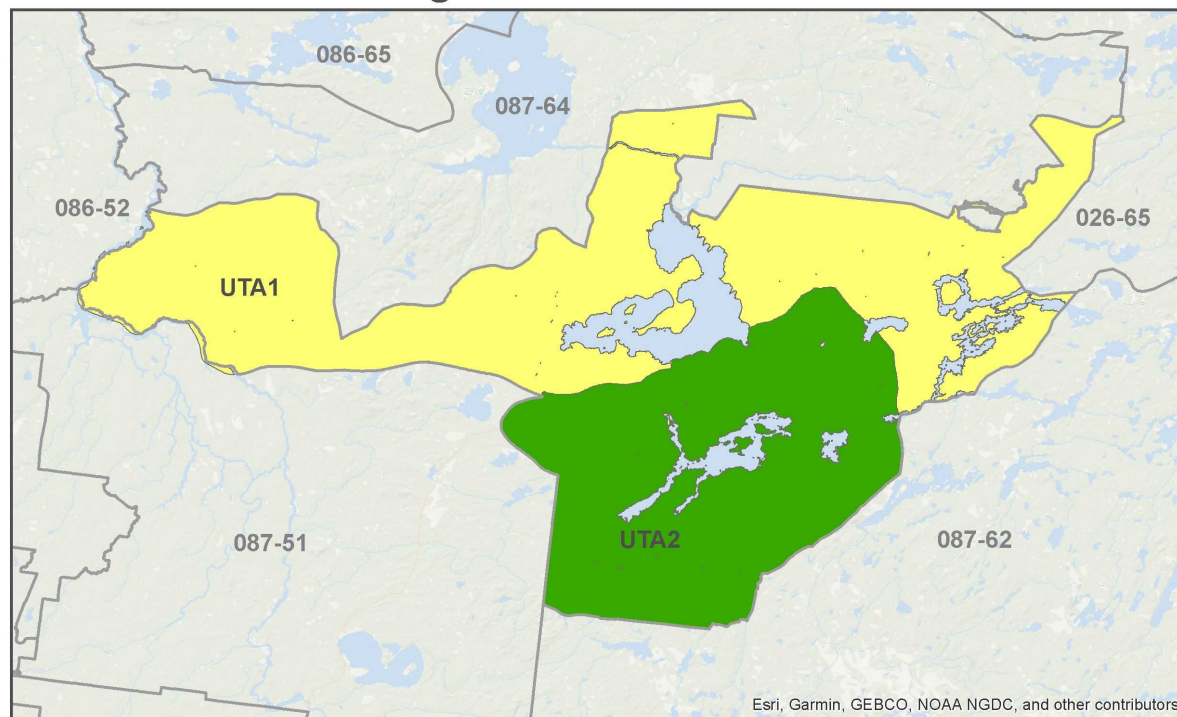 086-65
087-64
086-52
026-65
UTA1
UTA2
087-51
087-62
Esri, Garmin, GEBCO, NOAA NGDC, and other contributors